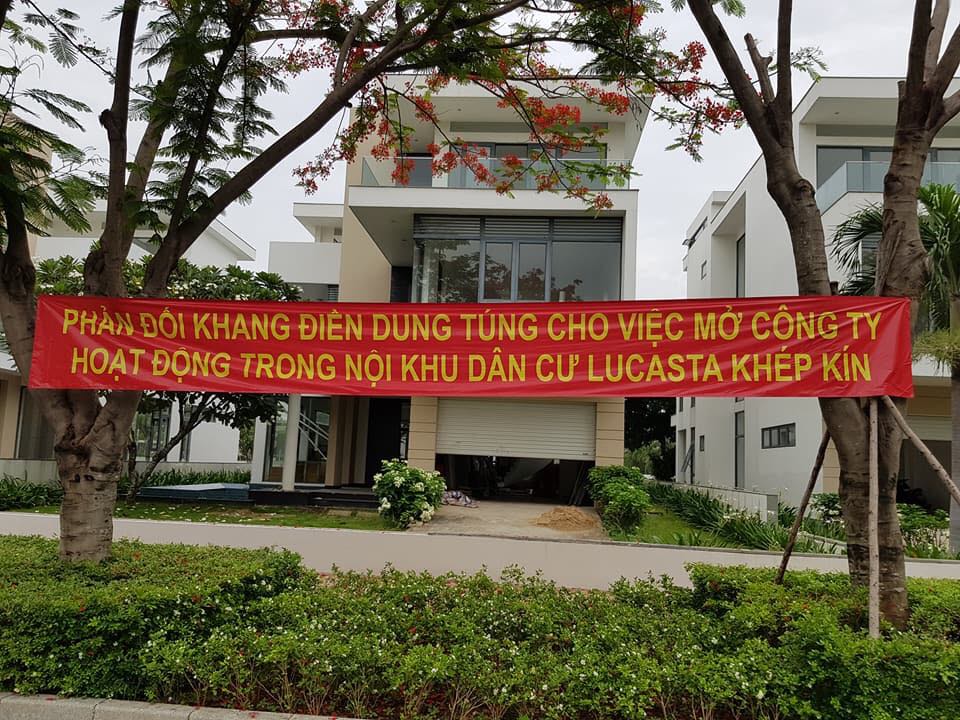 PHẢN ĐỐI KHANG ĐIỀN DUNG TÚNG CHO VIỆC MỞ CÔNG TY
HOẠT ĐỘNG TRONG NỘI KHU DÂN CƯ LUCASTA KHÉP KÍN